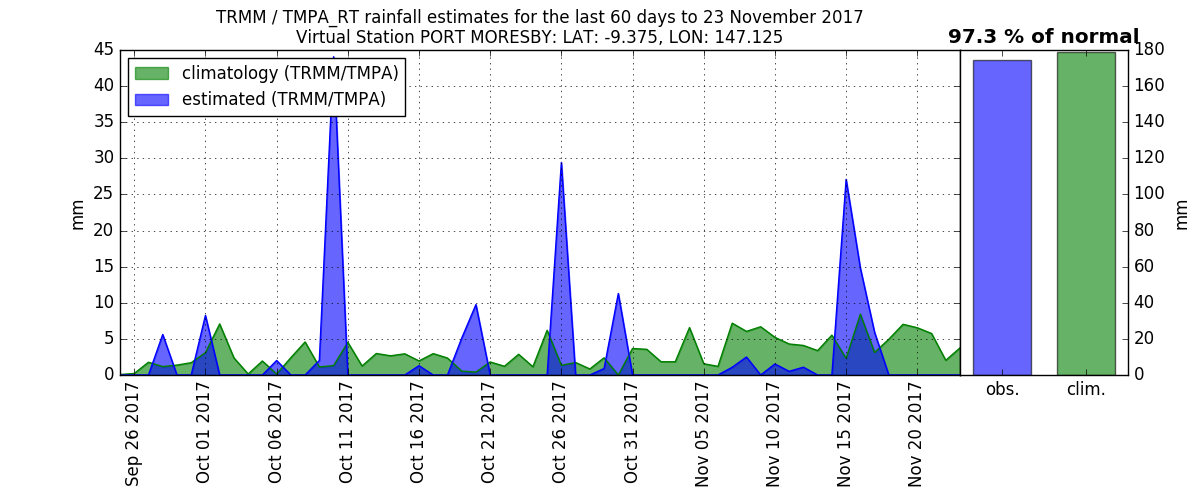 TRMM / TMPA_RT rainfall estimates for the last 60 days to 23 November 2017
Virtual Station PORT MORESBY: LAT: -9.375, LON: 147.125
97.3 % of normal
climatology (TRMM/TMPA)
estimated (TRMM/TMPA)
mm
45
40
35
30
25
20
15
10
5
0
Sep 26 2017
Oct 01 2017
Oct 06 2017
Oct 11 2017
Oct 16 2017
Oct 21 2017
Oct 26 2017
Oct 31 2017
Nov 05 2017
Nov 10 2017
Nov 15 2017
Nov 20 2017
obs.
clim.
180
160
140
120
100
80
60
40
20
0
mm